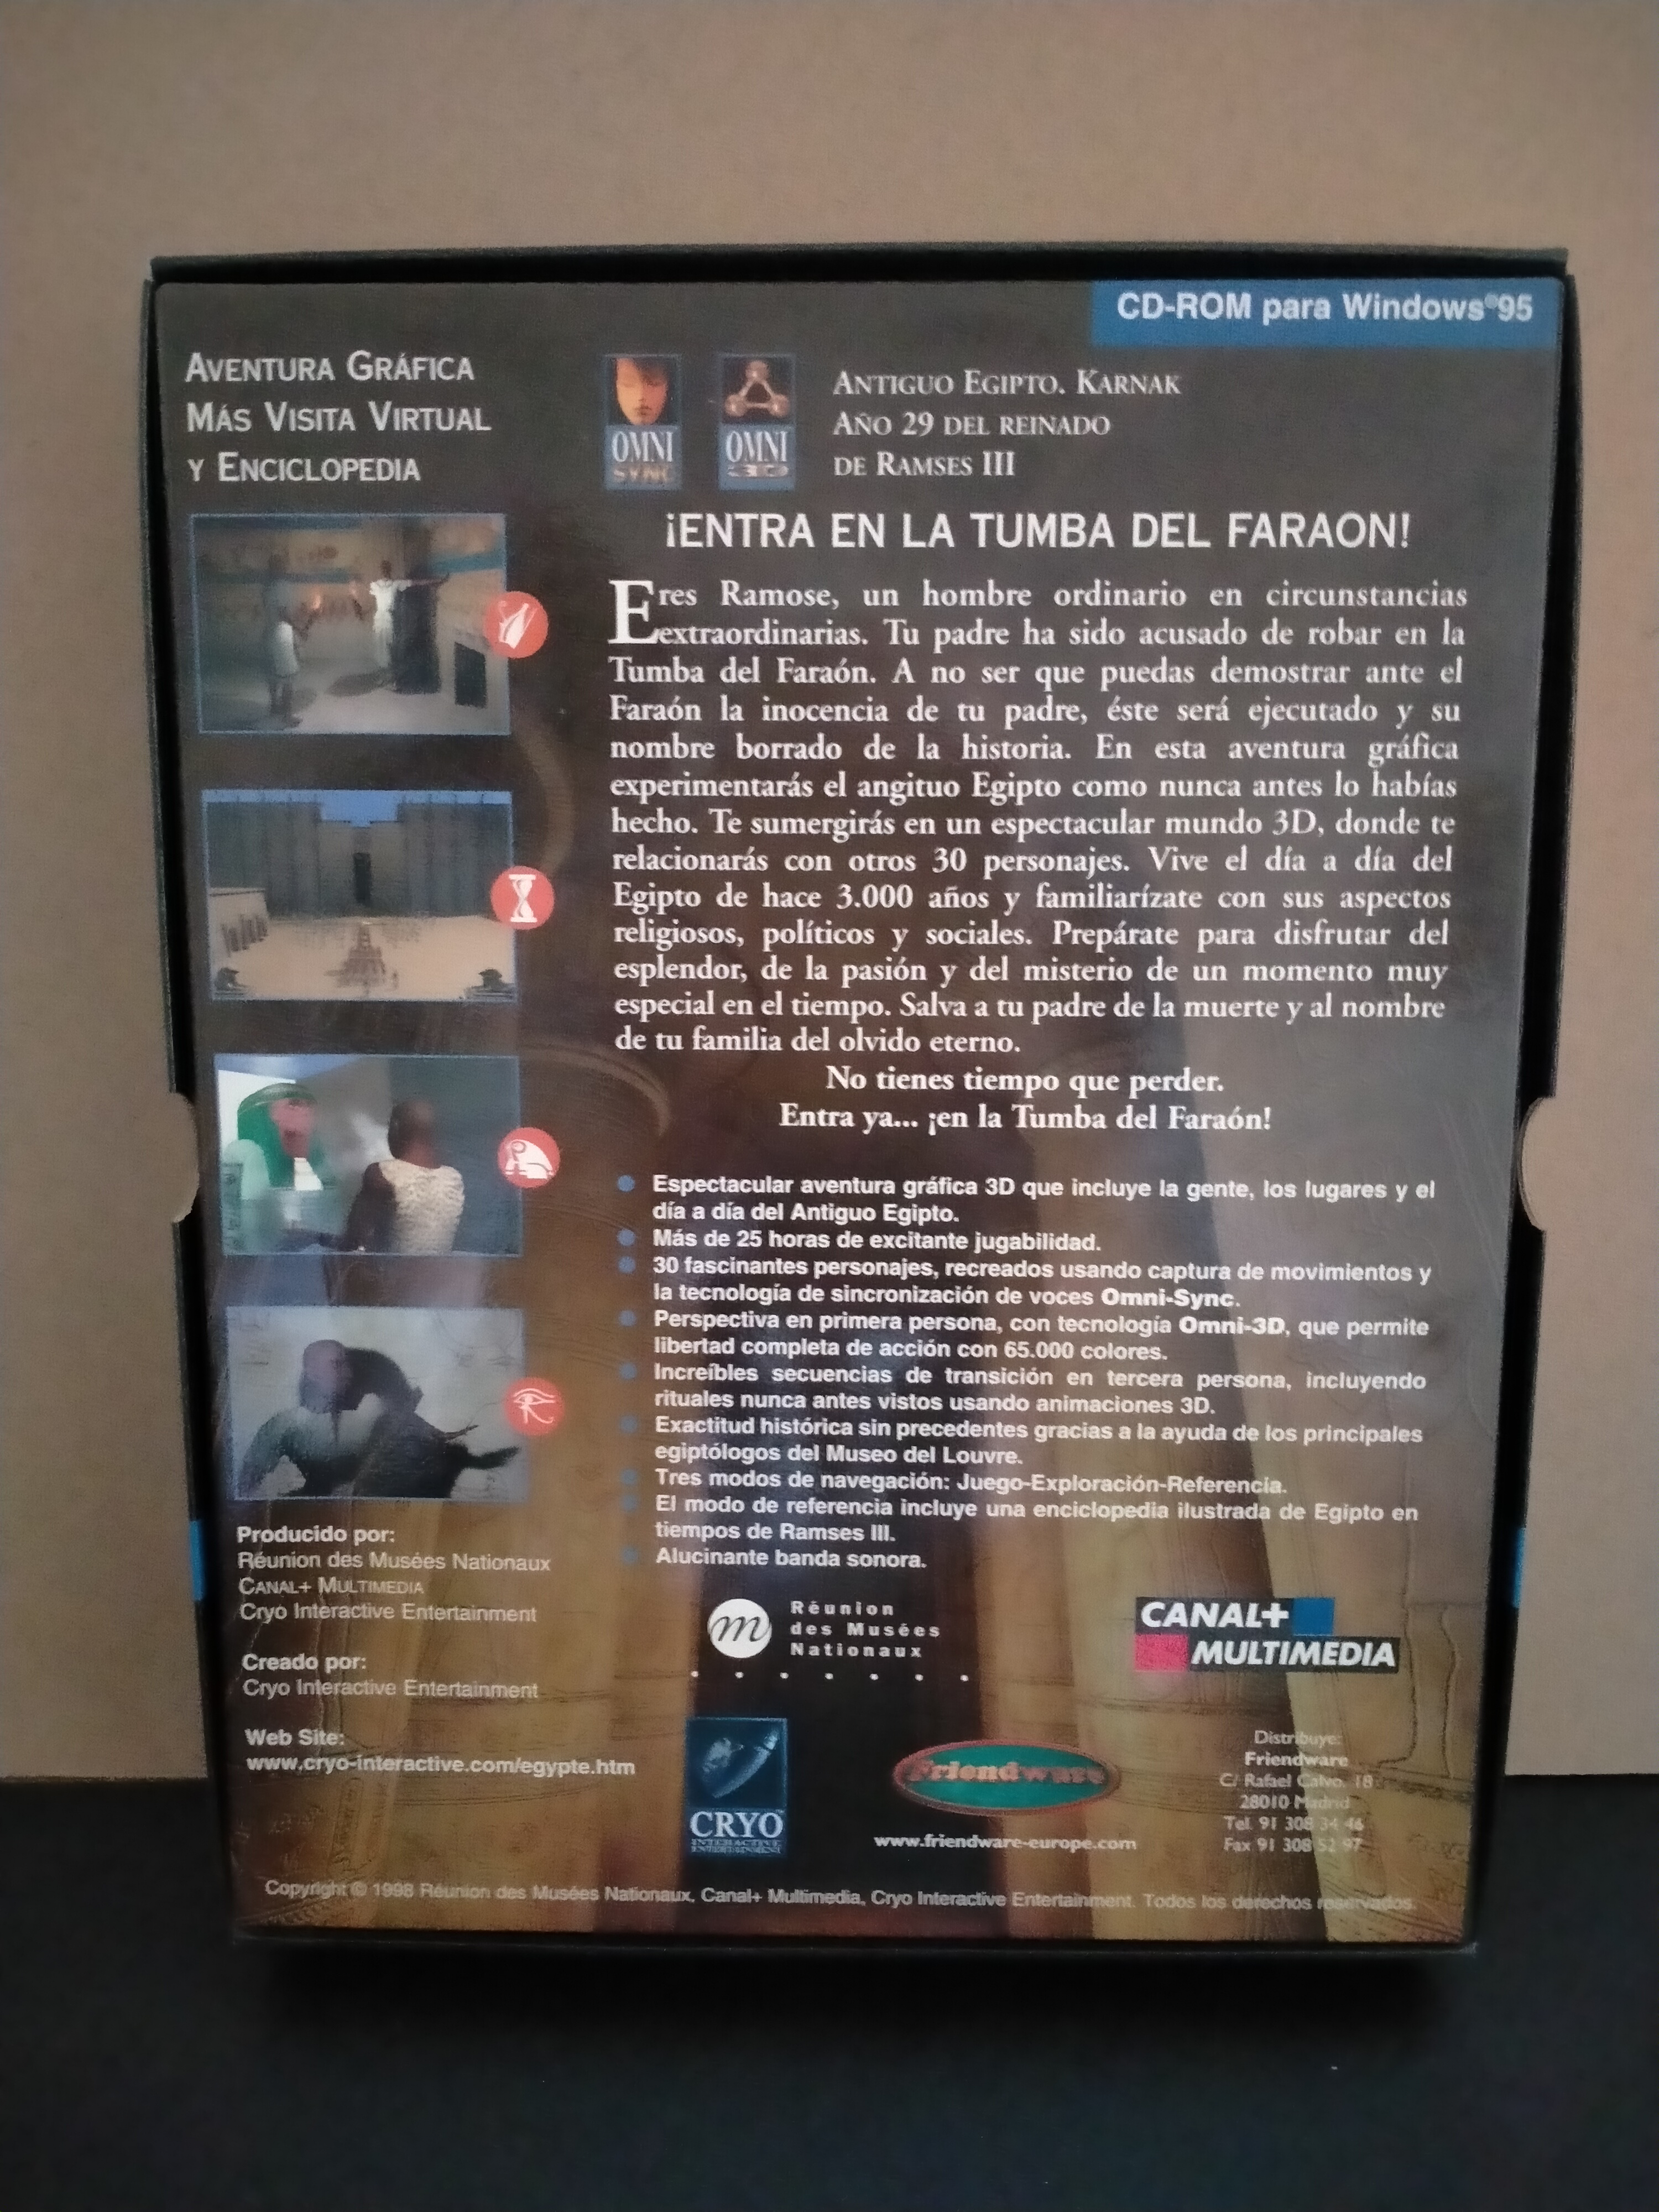 CD-ROM para Windows®95
AVENTURA GRÁFICA
MÁS VISITA VIRTUAL
Y ENCICLOPEDIA
OMNI
SYNC
OMNI
3D
ANTIGUO EGIPTO. KARNAK
AÑO 29 DEL REINADO
DE RAMSES III
¡ENTRA EN LA TUMBA DEL FARAON!
Eres Ramose, un hombre ordinario en circunstancias
extraordinarias. Tu padre ha sido acusado de robar en la
Tumba del Faraón. A no ser que puedas demostrar ante el
Faraón la inocencia de tu padre, éste será ejecutado y su
nombre borrado de la historia. En esta aventura gráfica
experimentarás el angituo Egipto como nunca antes lo habías
hecho. Te sumergirás en un espectacular mundo 3D, donde te
relacionarás con otros 30 personajes. Vive el día a día del
Egipto de hace 3.000 años y familiarízate con sus aspectos
religiosos, políticos y sociales. Prepárate para disfrutar del
esplendor, de la pasión y del misterio de un momento muy
especial en el tiempo. Salva a tu padre de la muerte y al nombre
de tu familia del olvido eterno.
No tienes tiempo que perder.
Entra ya... ¡en la Tumba del Faraón!
Espectacular aventura gráfica 3D que incluye la gente, los lugares y el
día a día del Antiguo Egipto.
Más de 25 horas de excitante jugabilidad.
30 fascinantes personajes, recreados usando captura de movimientos y
la tecnología de sincronización de voces Omni-Sync.
Perspectiva en primera persona, con tecnología Omni-3D, que permite
libertad completa de acción con 65.000 colores.
Increíbles secuencias de transición en tercera persona, incluyendo
rituales nunca antes vistos usando animaciones 3D.
Exactitud histórica sin precedentes gracias a la ayuda de los principales
egiptólogos del Museo del Louvre.
Tres modos de navegación: Juego-Exploración-Referencia.
El modo de referencia incluye una enciclopedia ilustrada de Egipto en
tiempos de Ramses III.
Alucinante banda sonora.
Producido por:
Réunion des Musées Nationaux
CANAL+ MULTIMEDIA
Cryo Interactive Entertainment
Creado por:
Cryo Interactive Entertainment
Web Site:
www.cryo-interactive.com/egypte.htm
m
Réunion
des Musées
Nationaux
CANAL+
MULTIMEDIA
CRYO
INTERACTIVE
ENTERTAINMENT
Friendware
www.friendware-europe.com
Distribuye:
Friendware
C/ Rafael Calvo, 18
28010 Madrid
Tel. 91 308 34 46
Fax 91 308 52 97
Copyright © 1998 Réunion des Musées Nationaux, Canal+ Multimedia, Cryo Interactive Entertainment. Todos los derechos reservados.